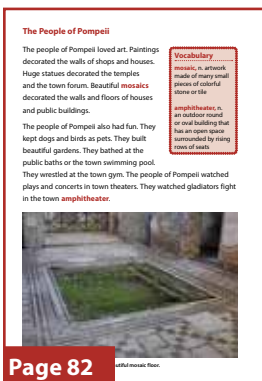 The People of Pompeii
The people of Pompeii loved art. Paintings
decorated the walls of shops and houses.
Huge statues decorated the temples
and the town forum. Beautiful mosaics
decorated the walls and floors of houses
and public buildings.
The people of Pompeii also had fun. They
kept dogs and birds as pets. They built
beautiful gardens. They bathed at the
public baths or the town swimming pool.
They wrestled at the town gym. The people of Pompeii watched
plays and concerts in town theaters. They watched gladiators fight
in the town amphitheater.
Vocabulary
mosaic, n. artwork
made of many small
pieces of colorful
stone or tile
amphitheater, n.
an outdoor round
or oval building that
has an open space
surrounded by rising
rows of seats
mosaic floor.
Page 82